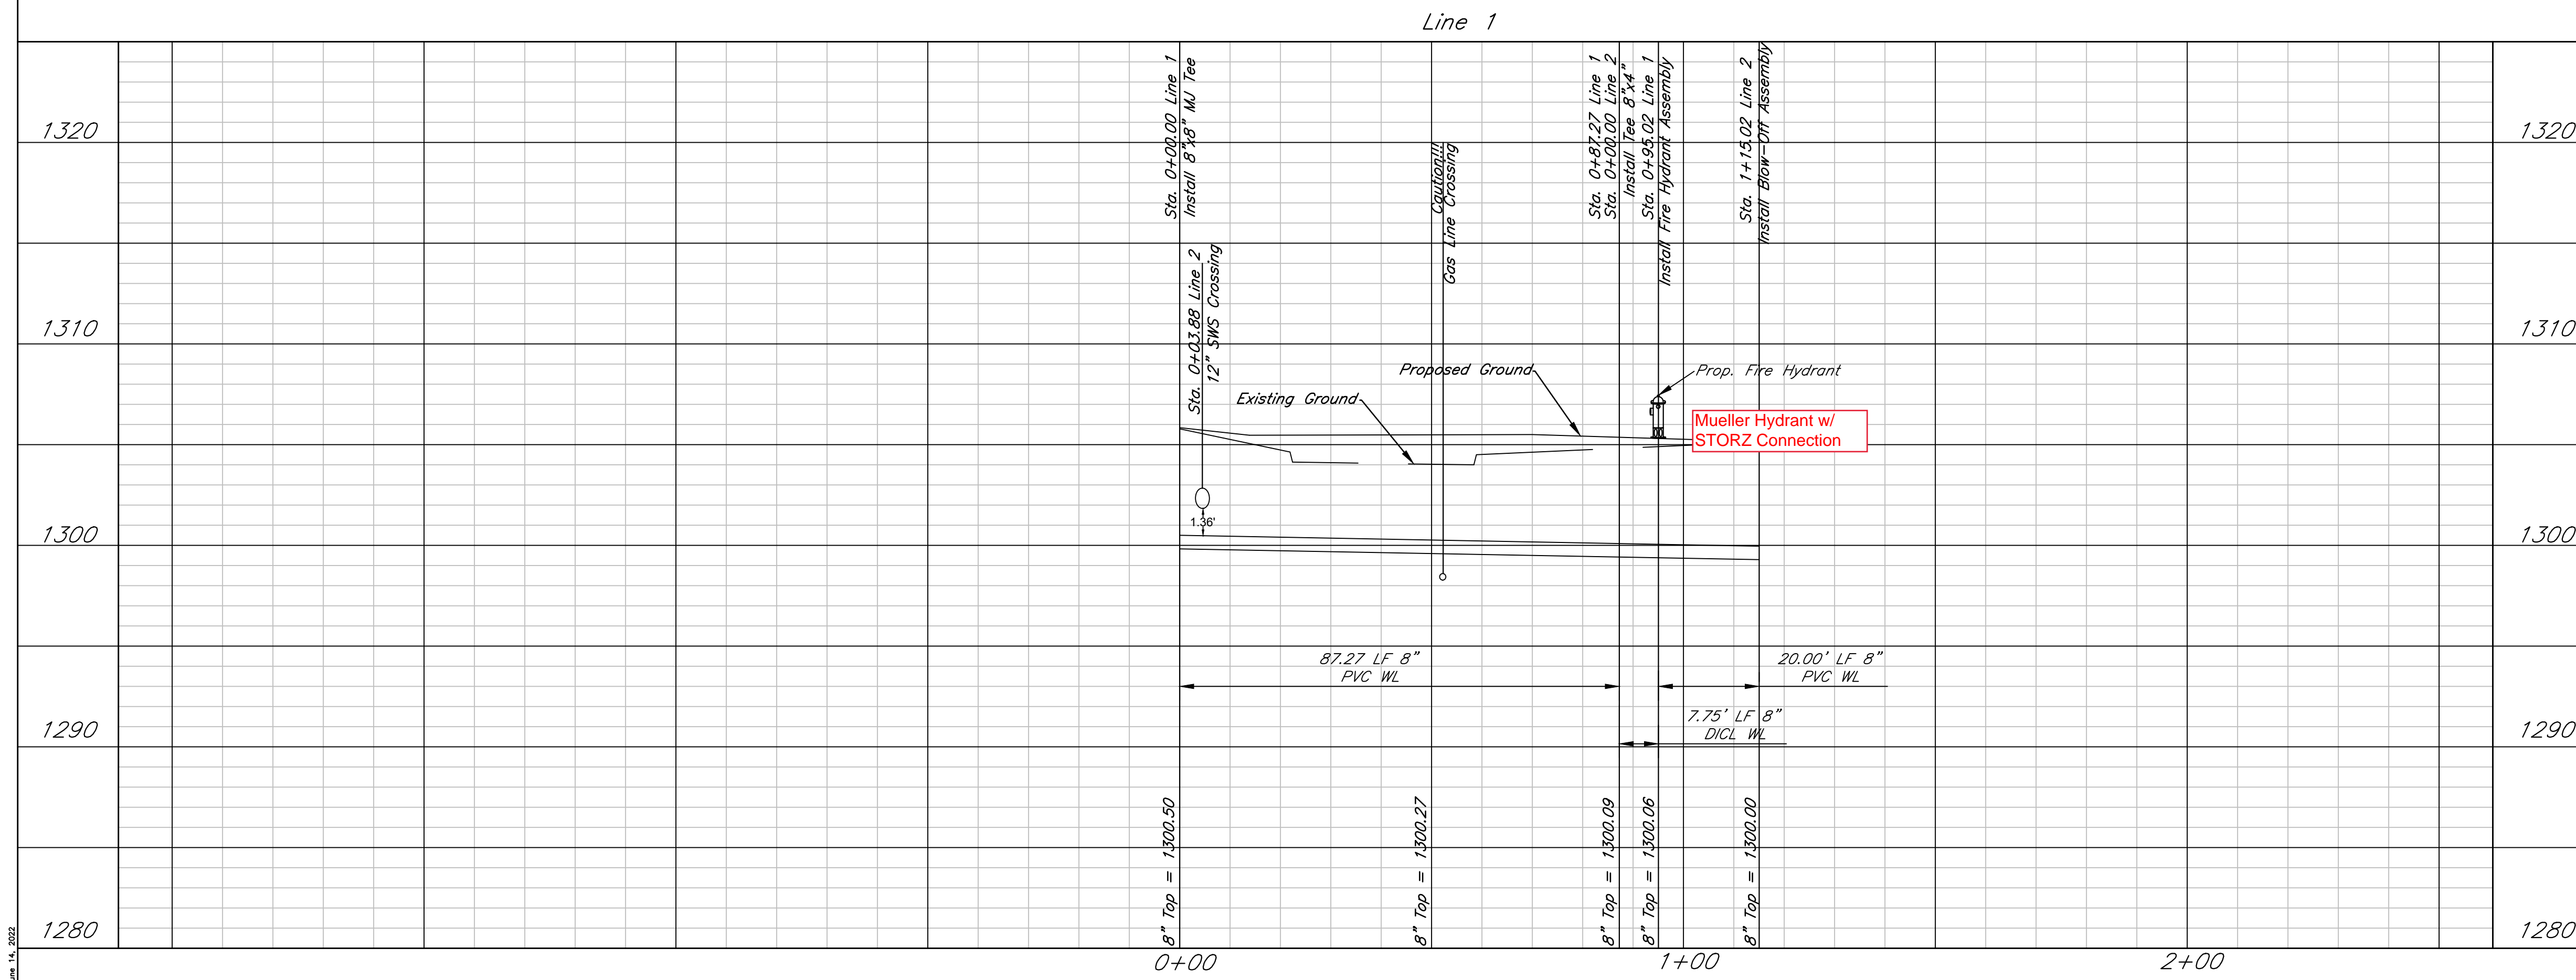 Line 1
Sta. 0+00.00 Line 1
Install 8"x8" MJ Tee
Caution!!!
Gas Line Crossing
Sta. 0+87.27 Line 1
Sta. 0+00.00 Line 2
Install Tee 8"x4"
Sta. 0+95.02 Line 1
Install Fire Hydrant Assembly
Sta. 1+15.02 Line 2
Install Blow-Off Assembly
1320
1320
Sta. 0+03.88 Line 2
12" SWS Crossing
1310
1310
Proposed Ground
Prop. Fire Hydrant
Existing Ground
Mueller Hydrant w/
STORZ Connection
1.36'
1300
1300
87.27 LF 8"
PVC WL
20.00' LF 8"
PVC WL
7.75' LF 8"
DICL WL
1290
1290
8" Top = 1300.50
8" Top = 1300.27
8" Top = 1300.09
8" Top = 1300.06
8" Top = 1300.00
1280
1280
14, 2022
0+00
1+00
2+00